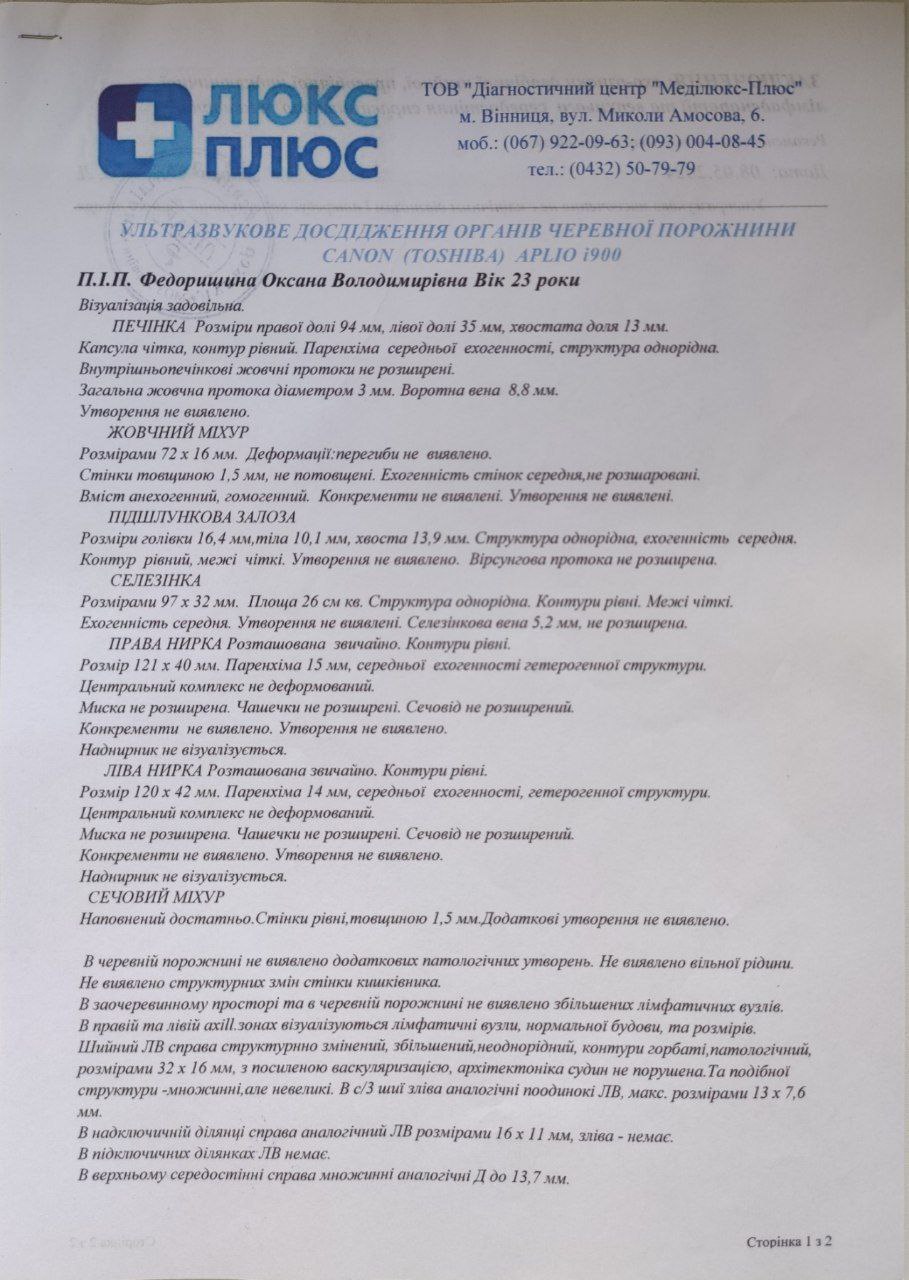 ЛЮКС
ПЛЮС
ТОВ "Діагностичний центр "Меділюкс-Плюс"
м. Вінниця, вул. Миколи Амосова, 6.
моб.: (067) 922-09-63; (093) 004-08-45
тел.: (0432) 50-79-79
УЛЬТРАЗВУКОВЕ ДОСДІДЖЕННЯ ОРГАНІВ ЧЕРЕВНОЇ ПОРОЖНИНИ
CANON (TOSHIBA) APLIO i900
П.І.П. Федоришина Оксана Володимирівна Вік 23 роки
Візуалізація задовільна.
ПЕЧІНКА Розміри правої долі 94 мм, лівої долі 35 мм, хвостата доля 13 мм.
Капсула чітка, контур рівний. Паренхіма середньої ехогенності, структура однорідна.
Внутрішньопечінкові жовчні протоки не розширені.
Загальна жовчна протока діаметром 3 мм. Воротна вена 8,8 мм.
Утворення не виявлено.
ЖОВЧНИЙ МІХУР
Розмірами 72 х 16 мм. Деформації:перегиби не виявлено.
Стінки товщиною 1,5 мм, не потовщені. Ехогенність стінок середня,не розшаровані.
Вміст анехогенний, гомогенний. Конкременти не виявлені. Утворення не виявлені.
ПІДШЛУНКОВА ЗАЛОЗА
Розміри голівки 16,4 мм,тіла 10,1 мм, хвоста 13,9 мм. Структура однорідна, ехогенність середня.
Контур рівний, межі чіткі. Утворення не виявлено. Вірсунгова протока не розширена.
СЕЛЕЗІНКА
Розмірами 97 х 32 мм. Площа 26 см кв. Структура однорідна. Контури рівні. Межі чіткі.
Ехогенність середня. Утворення не виявлені. Селезінкова вена 5,2 мм, не розширена.
ПРАВА НИРКА Розташована звичайно. Контури рівні.
Розмір 121 х 40 мм. Паренхіма 15 мм, середньої ехогенності гетерогенної структури.
Центральний комплекс не деформований.
Миска не розширена. Чашечки не розширені. Сечовід не розширений.
Конкременти не виявлено. Утворення не виявлено.
Наднирник не візуалізується.
ЛІВА НИРКА Розташована звичайно. Контури рівні.
Розмір 120 х 42 мм. Паренхіма 14 мм, середньої ехогенності, гетерогенної структури.
Центральний комплекс не деформований.
Миска не розширена. Чашечки не розширені. Сечовід не розширений.
Конкременти не виявлено. Утворення не виявлено.
Наднирник не візуалізується.
СЕЧОВИЙ МІХУР
Наповнений достатньо.Стінки рівні,товщиною 1,5 мм.Додаткові утворення не виявлено.
В черевній порожнині не виявлено додаткових патологічних утворень. Не виявлено вільної рідини.
Не виявлено структурних змін стінки кишківника.
В заочеревинному просторі та в черевній порожнині не виявлено збільшених лімфатичних вузлів.
В правій та лівій axill.зонах візуалізуються лімфатичні вузли, нормальної будови, та розмірів.
Шийний ЛВ справа структурнно змінений, збільшений,неоднорідний, контури горбаті,патологічний,
розмірами 32 х 16 мм, з посиленою васкуляризацією, архітектоніка судин не порушена.Та подібної
структури -множинні,але невеликі. В с/3 шиї зліва аналогічні поодинокі ЛВ, макс. розмірами 13 х 7,6
мм.
В надключичній ділянці справа аналогічний ЛВ розмірами 16 х 11 мм, зліва - немає.
В підключичних ділянках ЛВ немає.
В верхньому середостінні справа множинні аналогічні Д до 13,7 мм.
Сторінка 1 з 2